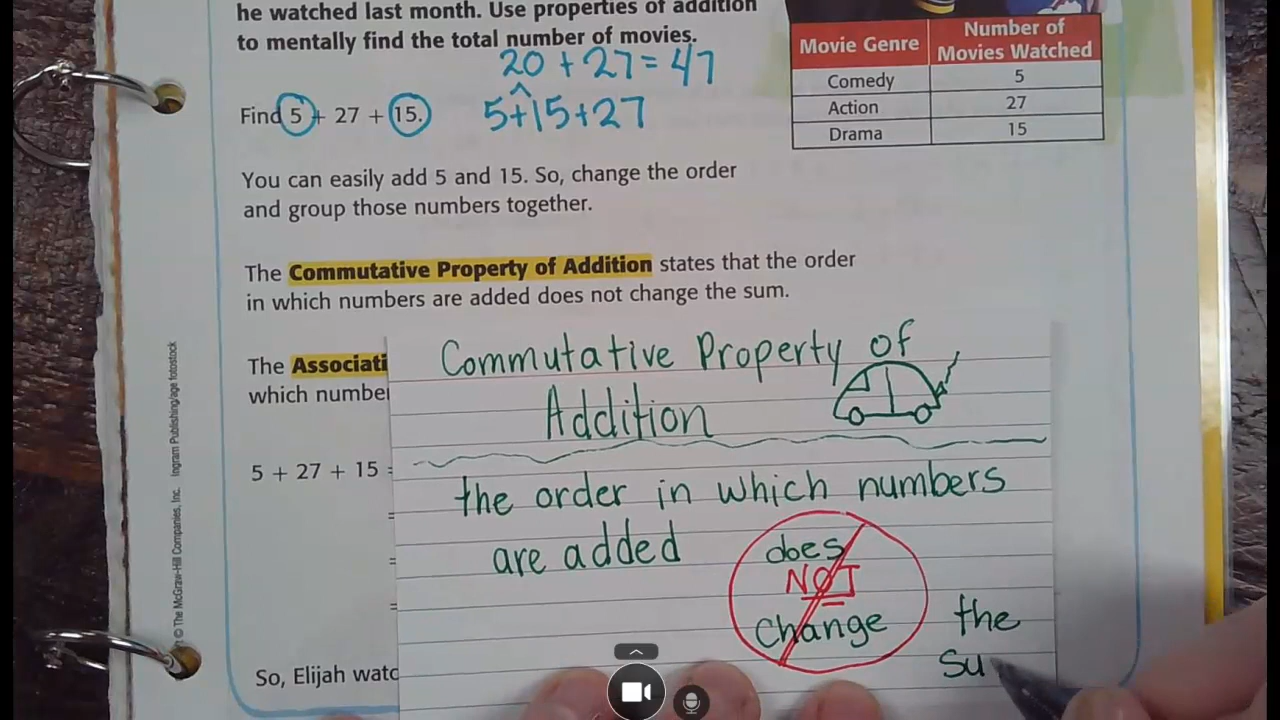 he watched last month. Use properties of addition
to mentally find the total number of movies.
20 + 27 = 47
Find 5 + 27 + 15.
5+15+27
Movie Genre Number of Movies Watched
Comedy 5
Action 27
Drama 15
You can easily add 5 and 15. So, change the order
and group those numbers together.
The Commutative Property of Addition states that the order
in which numbers are added does not change the sum.
The Associati
which number
5 + 27 + 15 =
=
=
=
So, Elijah watc
Commutative Property of
Addition
the order in which numbers
are added does
NOT
change the
su
© The McGraw-Hill Companies, Inc. Ingram Publishing/age fotostock